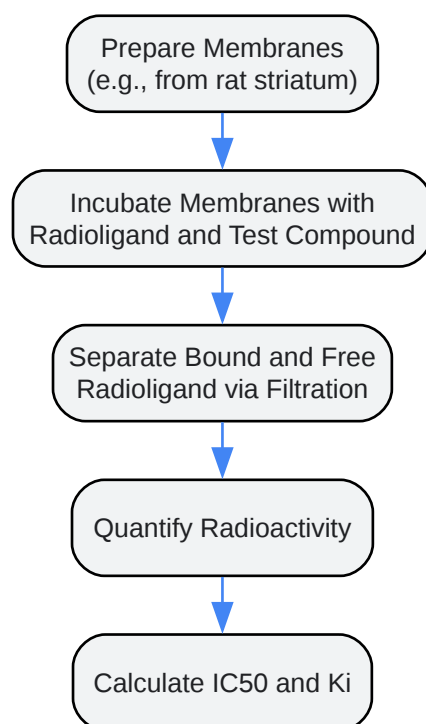 Prepare Membranes
(e.g., from rat striatum)
Incubate Membranes with
Radioligand and Test Compound
Separate Bound and Free
Radioligand via Filtration
Quantify Radioactivity
Calculate IC50 and Ki